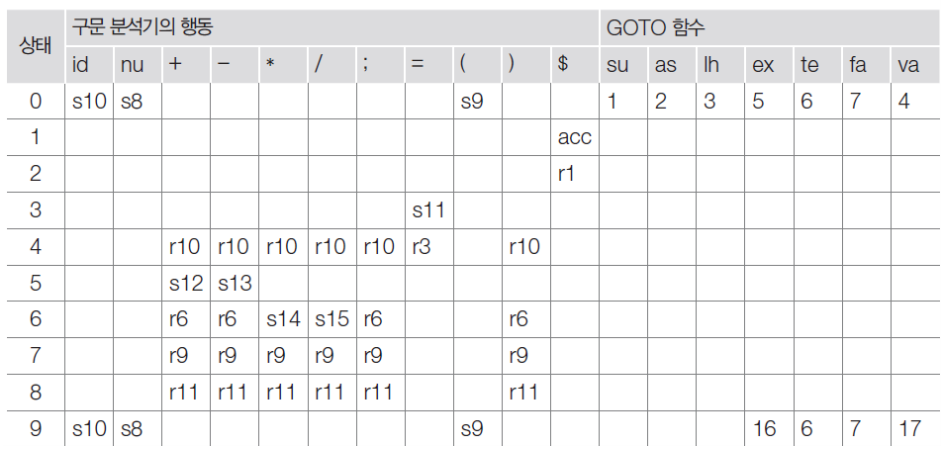 상태 구문 분석기의 행동 GOTO 함수
id nu + - * / ; = ( ) $ su as lh ex te fa va
0 s10 s8 s9 1 2 3 5 6 7 4
1 acc
2 r1
3 s11
4 r10 r10 r10 r10 r10 r3 r10
5 s12 s13
6 r6 r6 s14 s15 r6 r6
7 r9 r9 r9 r9 r9 r9
8 r11 r11 r11 r11 r11 r11
9 s10 s8 s9 16 6 7 17